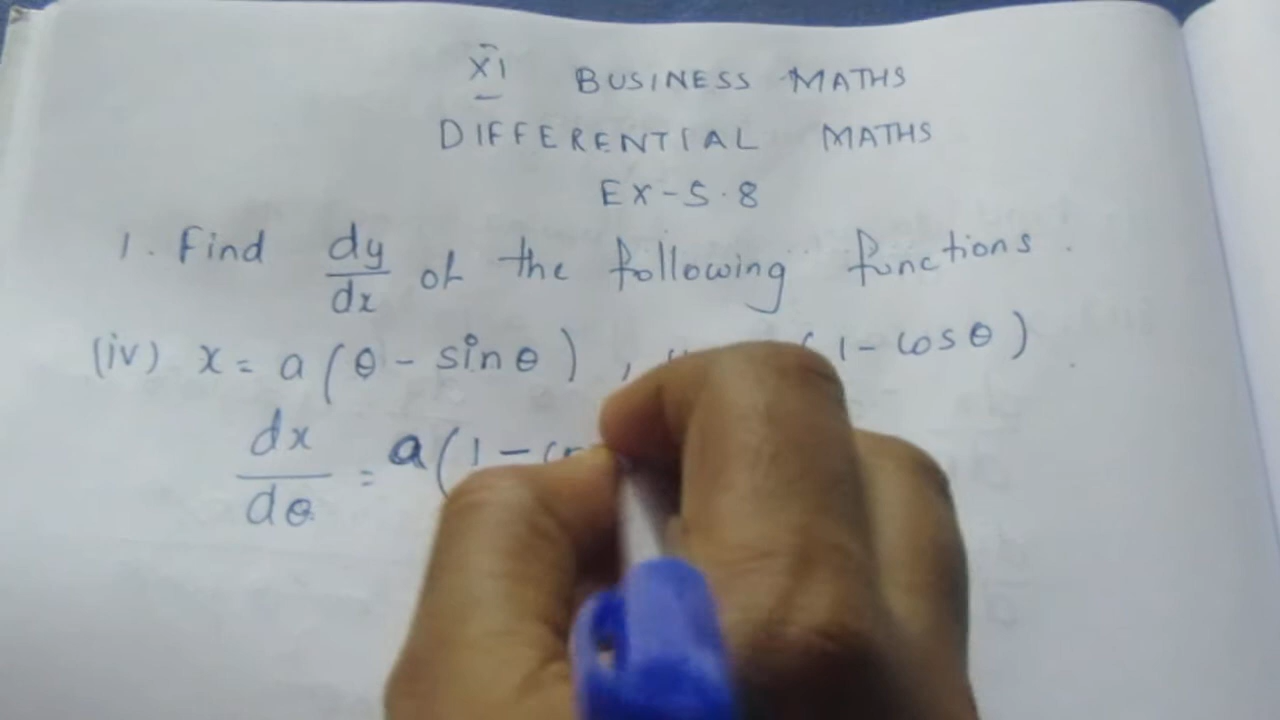 XI BUSINESS MATHS
DIFFERENTIAL MATHS
EX-5.8
1. Find dy/dx of the following functions.
(iv) x = a(θ - sinθ), (1 - cosθ)
dx/dθ = a(1 -